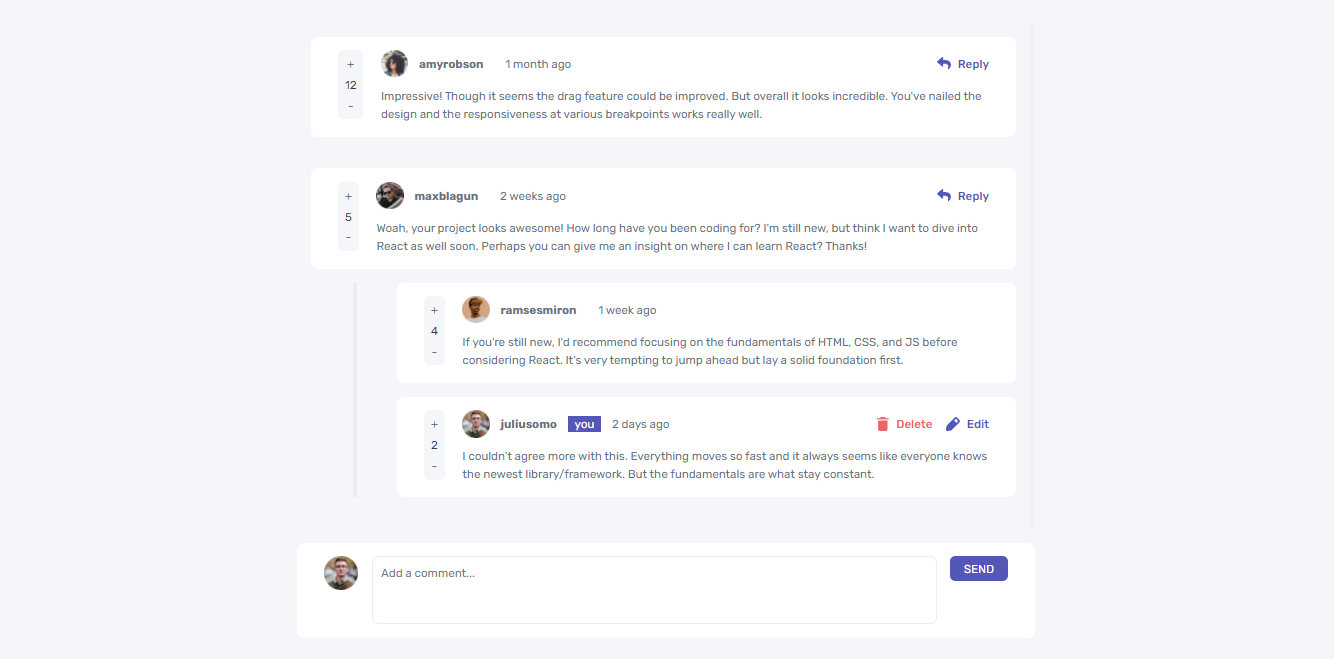 +
12
-
amyrobson 1 month ago Reply
Impressive! Though it seems the drag feature could be improved. But overall it looks incredible. You've nailed the
design and the responsiveness at various breakpoints works really well.
+
5
-
maxblagun 2 weeks ago Reply
Woah, your project looks awesome! How long have you been coding for? I'm still new, but think I want to dive into
React as well soon. Perhaps you can give me an insight on where I can learn React? Thanks!
+
4
-
ramsesmiron 1 week ago
If you're still new, I'd recommend focusing on the fundamentals of HTML, CSS, and JS before
considering React. It's very tempting to jump ahead but lay a solid foundation first.
+
2
-
juliusomo you 2 days ago Delete Edit
I couldn't agree more with this. Everything moves so fast and it always seems like everyone knows
the newest library/framework. But the fundamentals are what stay constant.
Add a comment...
SEND